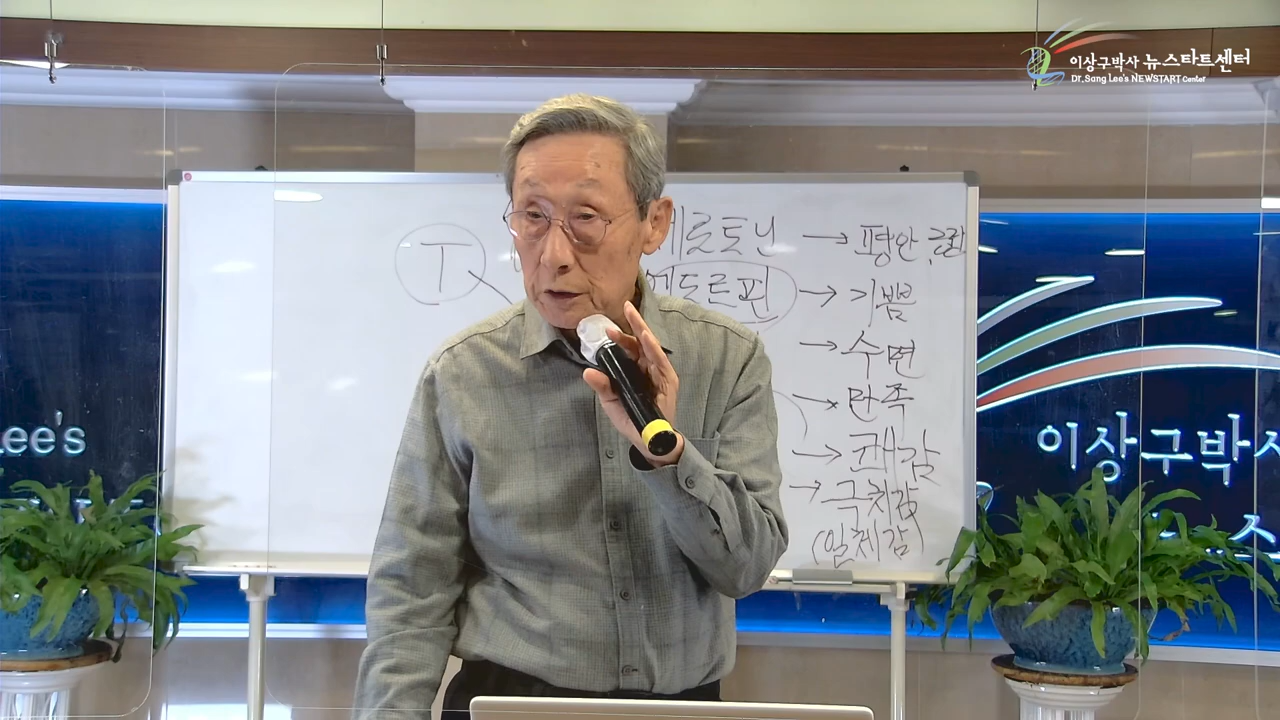 이상구박사 뉴스타트센터
Dr. Sang Lee's NEWSTART Center
T
세로토닌 → 평안,
엔도르핀 → 기쁨
→ 수면
→ 만족
→ 쾌감
→ 극치감
(일체감)
Lee's
이상구박사